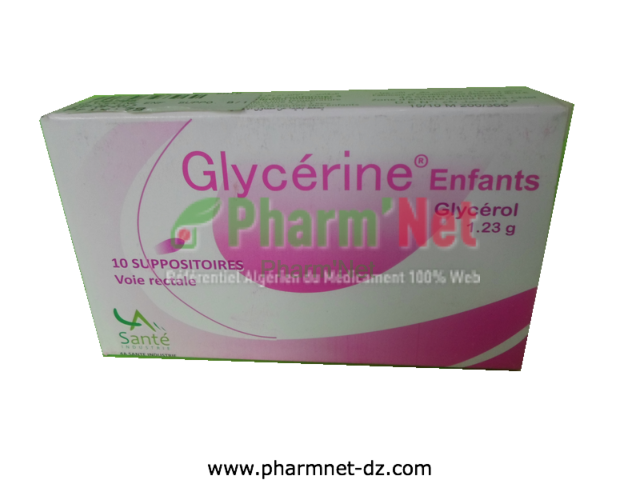 Glycérine® Enfants
Glycérol
1.23 g
Pharm'Net
10 SUPPOSITOIRES
Voie rectale
Référentiel Algérien du Médicament 100% Web
Santé
INDUSTRIE
www.pharmnet-dz.com